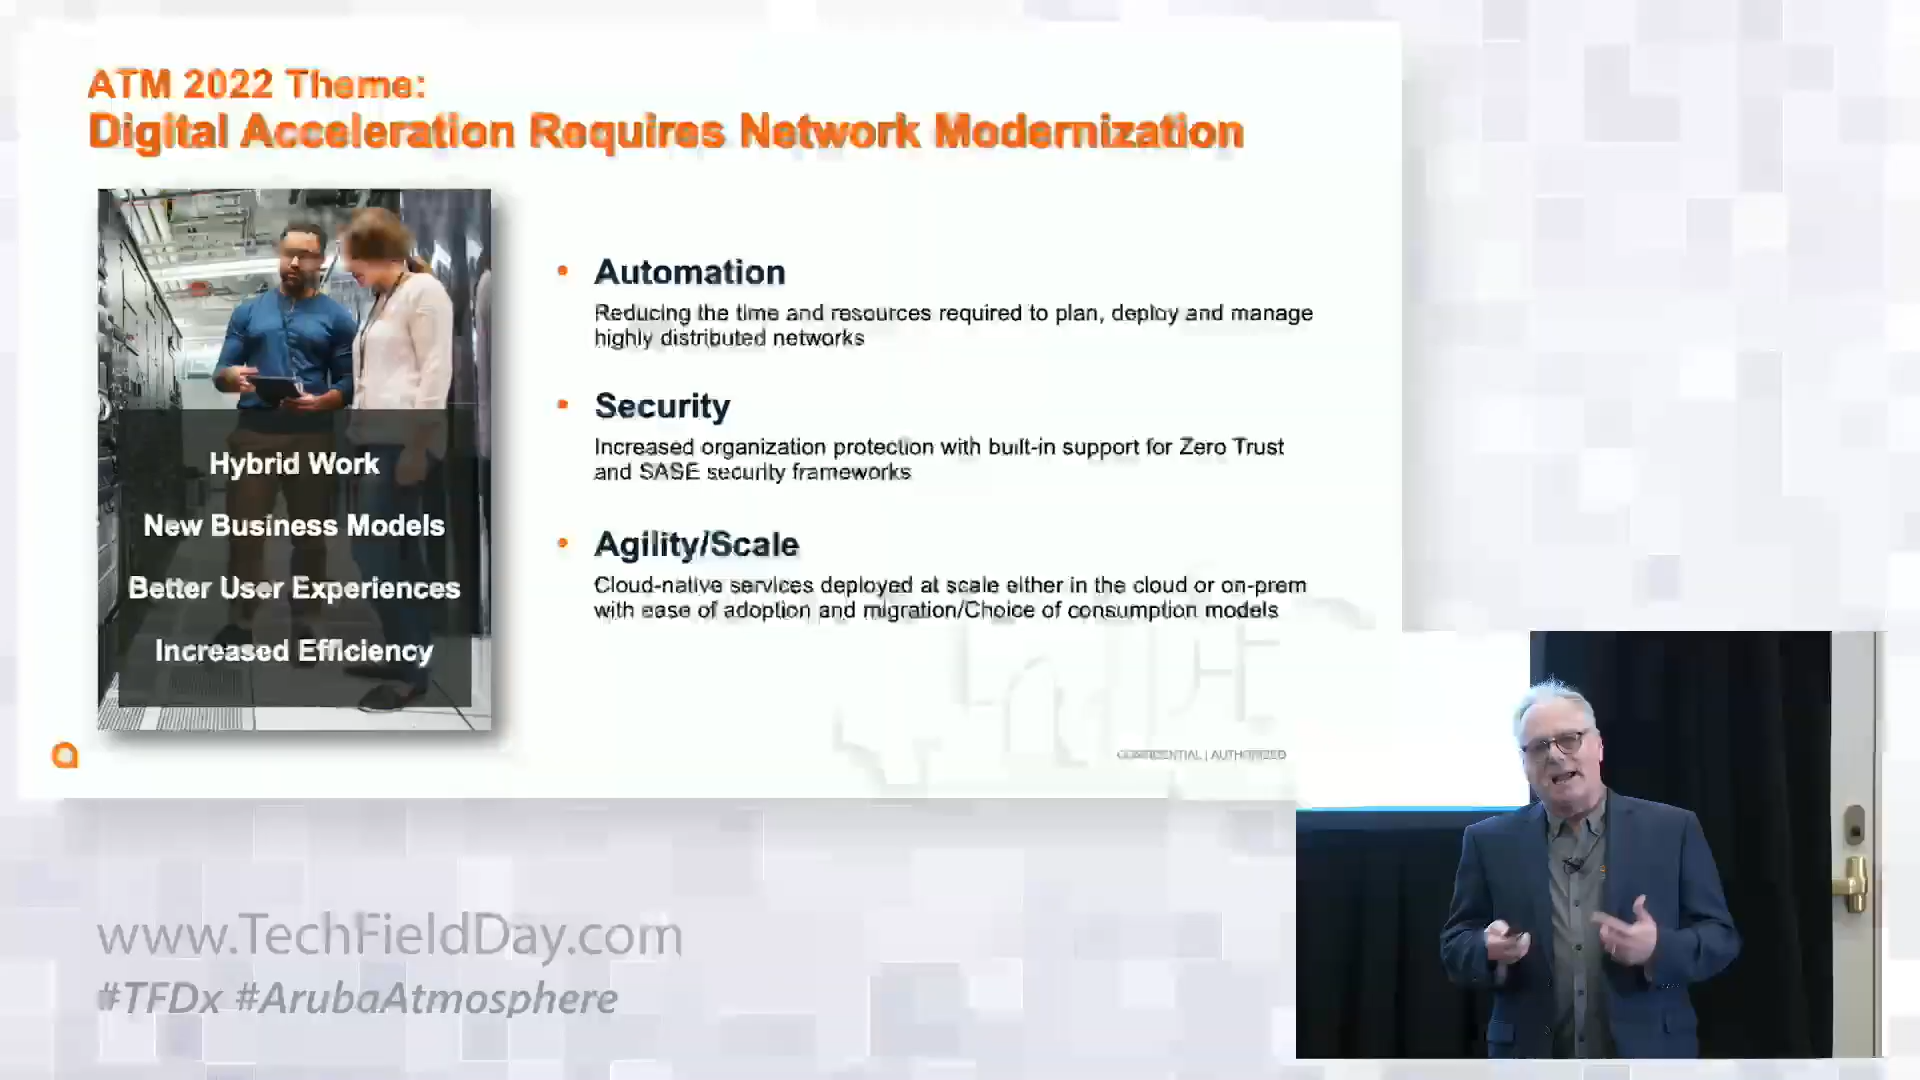 ATM 2022 Theme:
Digital Acceleration Requires Network Modernization
Hybrid Work
New Business Models
Better User Experiences
Increased Efficiency
• Automation
Reducing the time and resources required to plan, deploy and manage
highly distributed networks
• Security
Increased organization protection with built-in support for Zero Trust
and SASE security frameworks
• Agility/Scale
Cloud-native services deployed at scale either in the cloud or on-prem
with ease of adoption and migration/Choice of consumption models
CONFIDENTIAL | AUTHORIZED
www.TechFieldDay.com
#TFDx #ArubaAtmosphere